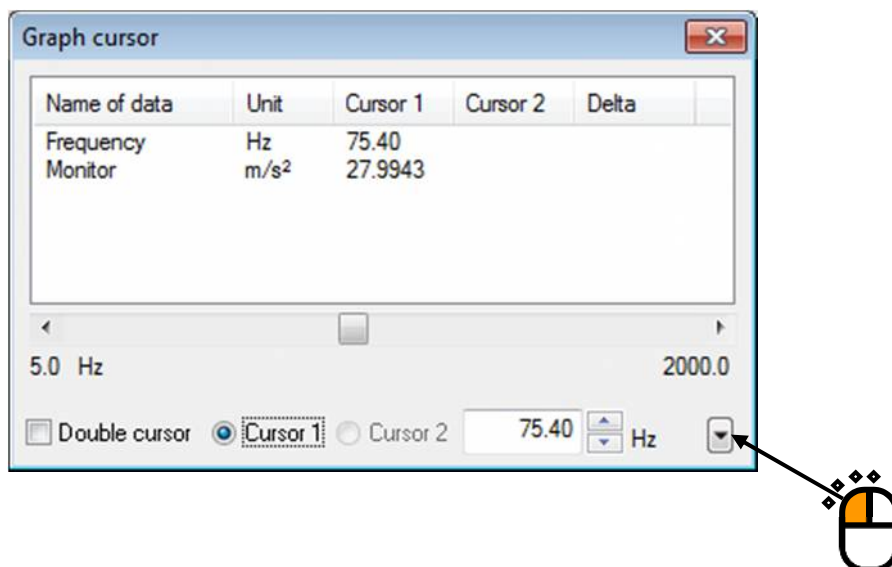 Graph cursor
Name of data Unit Cursor 1 Cursor 2 Delta
Frequency Hz 75.40
Monitor m/s² 27.9943
5.0 Hz 2000.0
Double cursor Cursor 1 Cursor 2 75.40 Hz